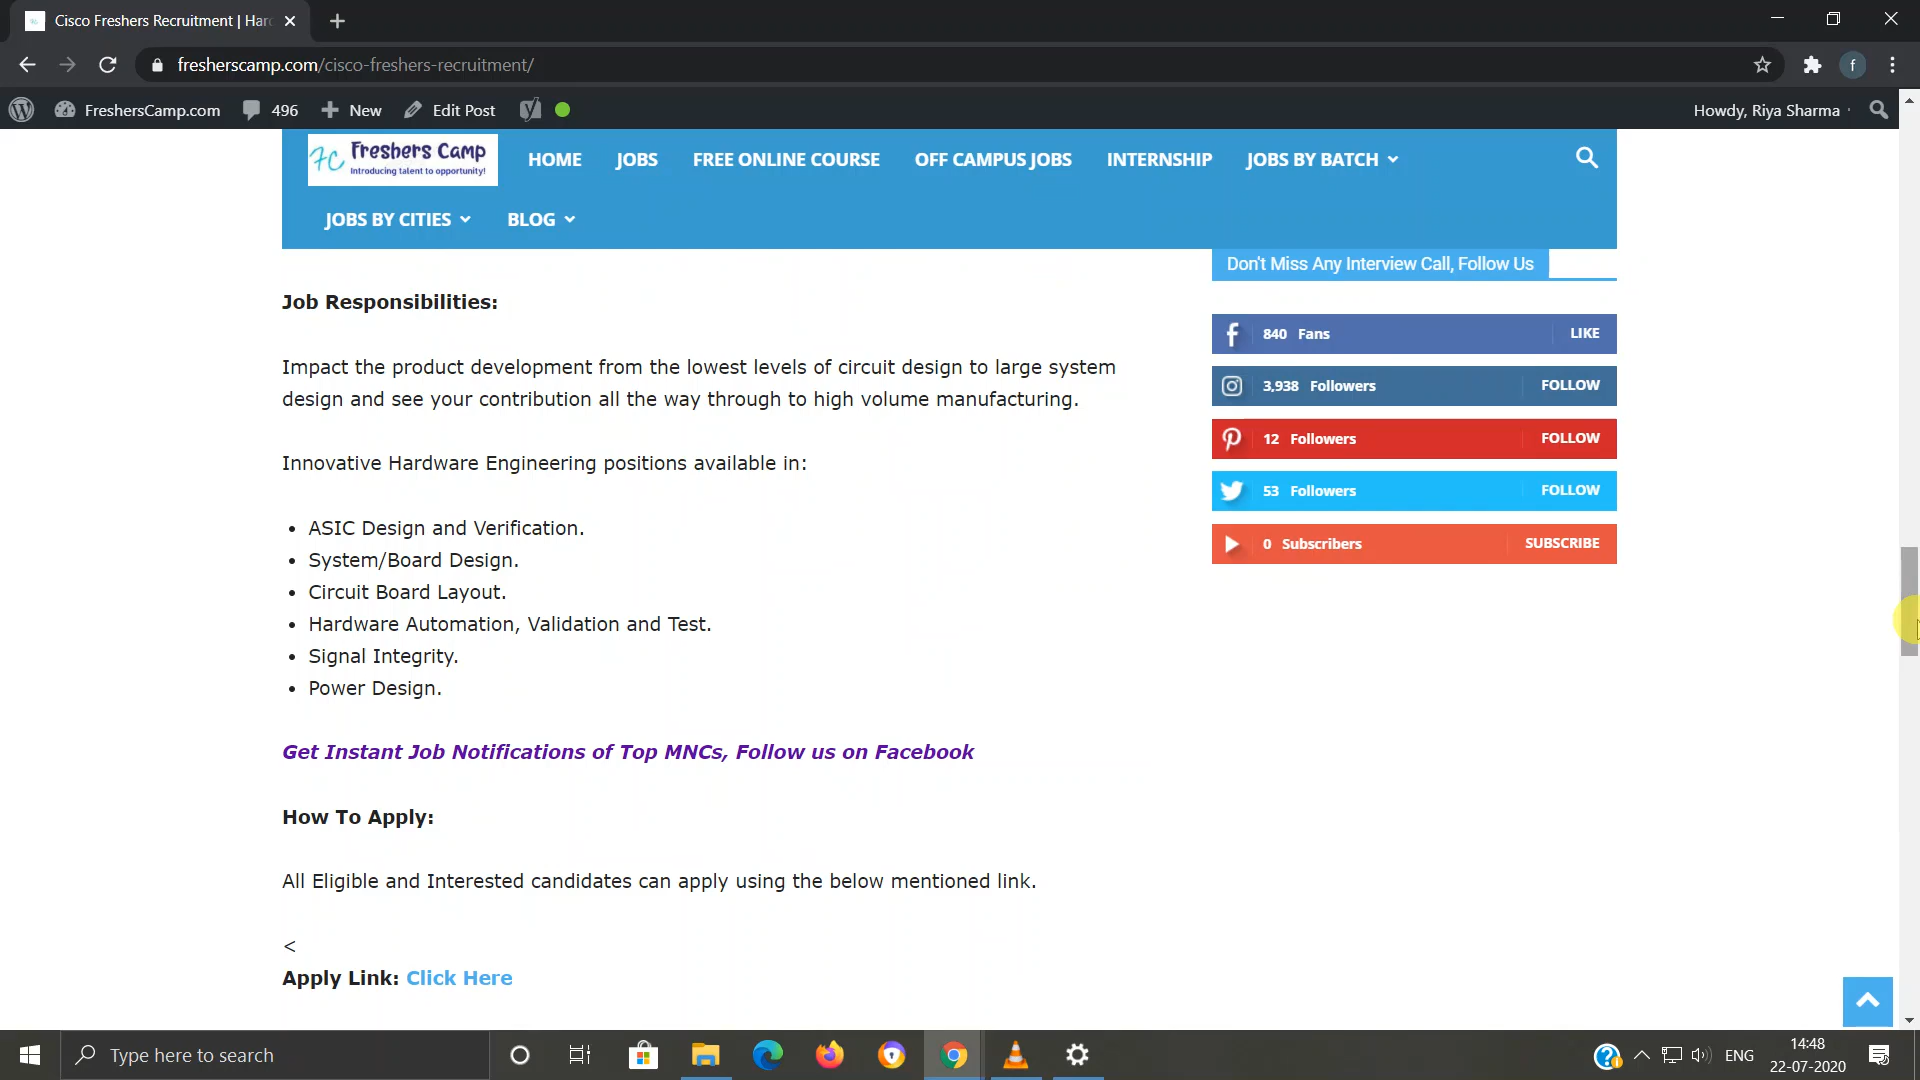 Cisco Freshers Recruitment | Har
fresherscamp.com/cisco-freshers-recruitment/
FreshersCamp.com 496 New Edit Post Howdy, Riya Sharma
Freshers Camp
Introducing talent to opportunity!
HOME JOBS FREE ONLINE COURSE OFF CAMPUS JOBS INTERNSHIP JOBS BY BATCH
JOBS BY CITIES BLOG
Don't Miss Any Interview Call, Follow Us
840 Fans LIKE
3,938 Followers FOLLOW
12 Followers FOLLOW
53 Followers FOLLOW
0 Subscribers SUBSCRIBE
Job Responsibilities:
Impact the product development from the lowest levels of circuit design to large system
design and see your contribution all the way through to high volume manufacturing.
Innovative Hardware Engineering positions available in:
• ASIC Design and Verification.
• System/Board Design.
• Circuit Board Layout.
• Hardware Automation, Validation and Test.
• Signal Integrity.
• Power Design.
Get Instant Job Notifications of Top MNCs, Follow us on Facebook
How To Apply:
All Eligible and Interested candidates can apply using the below mentioned link.
<
Apply Link: Click Here
Type here to search
ENG
14:48
22-07-2020